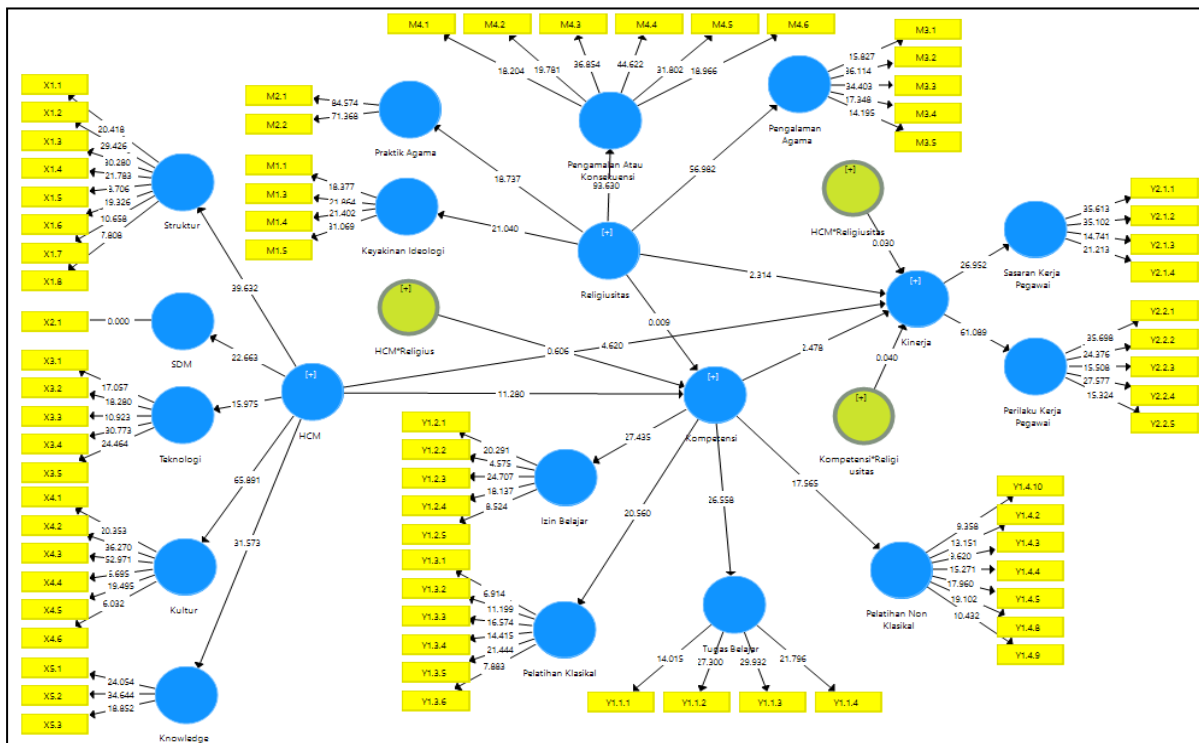 M4.1
M4.2
M4.3
M4.4
M4.5
M4.6
18.204
19.781
36.854
44.622
31.802
18.966
Pengamalan Atau
Konsekuensi
93.630
M3.1
M3.2
M3.3
M3.4
M3.5
15.827
36.114
34.403
17.348
14.195
Pengalaman
Agama
56.982
X1.1
X1.2
X1.3
X1.4
X1.5
X1.6
X1.7
X1.8
20.418
29.426
21.783
19.326
10.658
7.808
Struktur
39.632
M2.1
M2.2
84.574
71.368
Praktik Agama
18.737
M1.1
M1.3
M1.4
M1.5
18.377
21.402
31.069
Keyakinan Ideologi
21.040
[+]
Religiusitas
[+]
HCM*Religiusitas
0.030
2.314
0.009
[+]
HCM*Religius
0.606
4.620
11.280
[+]
Kinerja
2.478
0.040
[+]
Kompetensi*Religi
usitas
26.952
Sasaran Kerja
Pegawai
Y2.1.1
Y2.1.2
Y2.1.3
Y2.1.4
35.613
35.102
14.741
21.213
61.089
Perilaku Kerja
Pegawai
Y2.2.1
Y2.2.2
Y2.2.3
Y2.2.4
Y2.2.5
35.698
24.376
15.508
27.577
15.324
X2.1
0.000
SDM
22.663
[+]
HCM
X3.1
X3.2
X3.3
X3.4
X3.5
17.057
18.280
10.923
30.773
24.464
Teknologi
15.975
X4.1
X4.2
X4.3
X4.4
X4.5
X4.6
36.270
52.971
19.495
6.032
Kultur
65.891
X5.1
X5.2
X5.3
24.054
34.644
18.852
Knowledge
31.573
[+]
Kompetensi
Y1.2.1
Y1.2.2
Y1.2.3
Y1.2.4
Y1.2.5
20.291
4.575
24.707
18.137
8.524
Izin Belajar
27.435
Y1.3.1
Y1.3.2
Y1.3.3
Y1.3.4
Y1.3.5
Y1.3.6
6.914
11.199
16.574
14.415
21.444
7.883
Pelatihan Klasikal
20.560
26.558
Tugas Belajar
14.015
27.300
29.932
21.796
Y1.1.1
Y1.1.2
Y1.1.3
Y1.1.4
17.565
Pelatihan Non
Klasikal
9.358
13.151
15.271
17.960
19.102
10.432
Y1.4.10
Y1.4.2
Y1.4.3
Y1.4.4
Y1.4.5
Y1.4.8
Y1.4.9